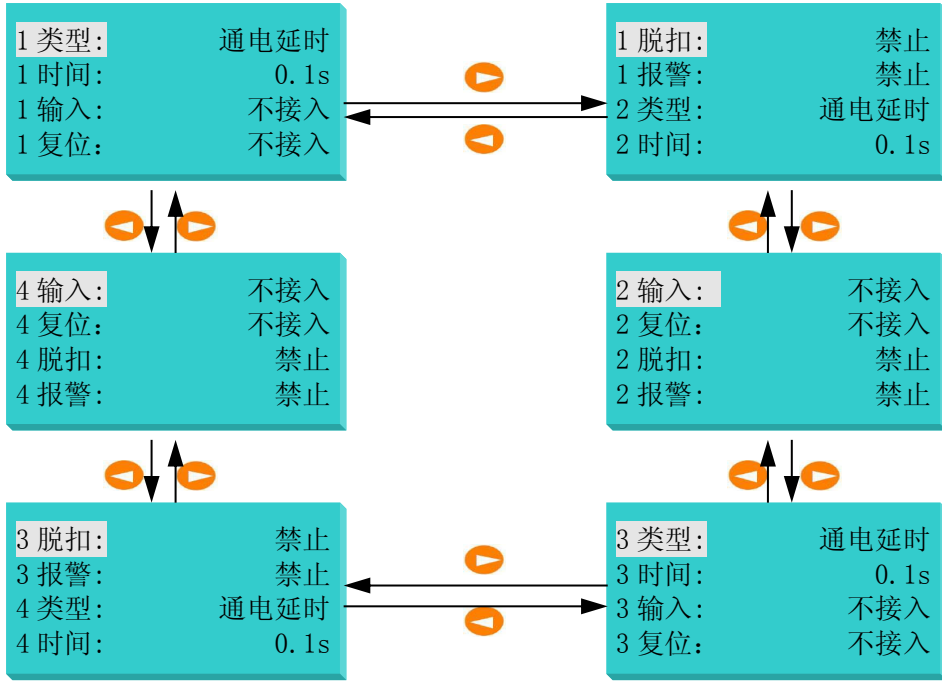 1 类型: 通电延时
1 时间: 0.1s
1 输入: 不接入
1 复位: 不接入
1 脱扣: 禁止
1 报警: 禁止
2 类型: 通电延时
2 时间: 0.1s
4 输入: 不接入
4 复位: 不接入
4 脱扣: 禁止
4 报警: 禁止
2 输入: 不接入
2 复位: 不接入
2 脱扣: 禁止
2 报警: 禁止
3 脱扣: 禁止
3 报警: 禁止
4 类型: 通电延时
4 时间: 0.1s
3 类型: 通电延时
3 时间: 0.1s
3 输入: 不接入
3 复位: 不接入